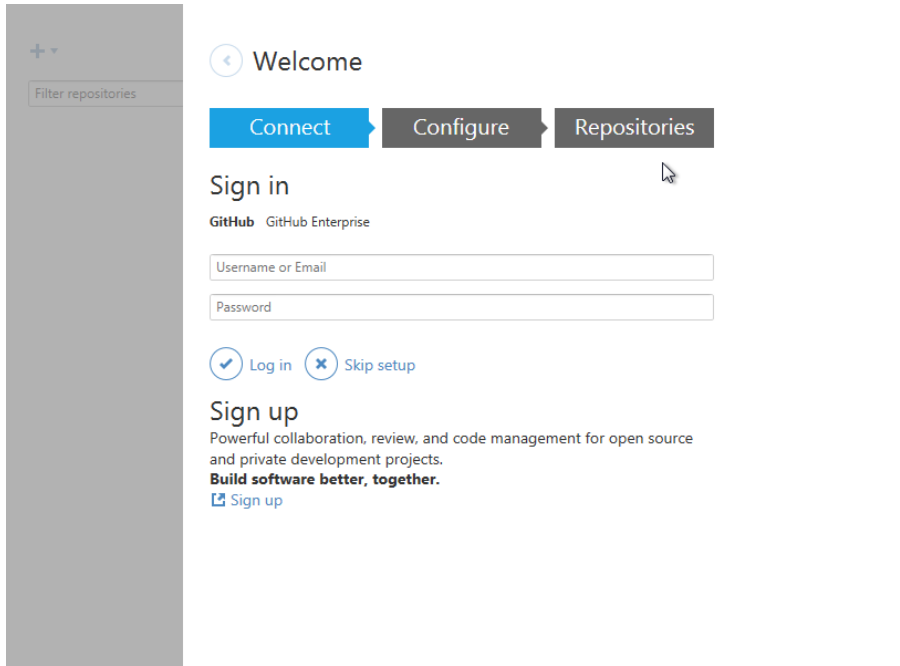 Filter repositories
Welcome
Connect Configure Repositories
Sign in
GitHub GitHub Enterprise
Username or Email
Password
Log in Skip setup
Sign up
Powerful collaboration, review, and code management for open source
and private development projects.
Build software better, together.
Sign up